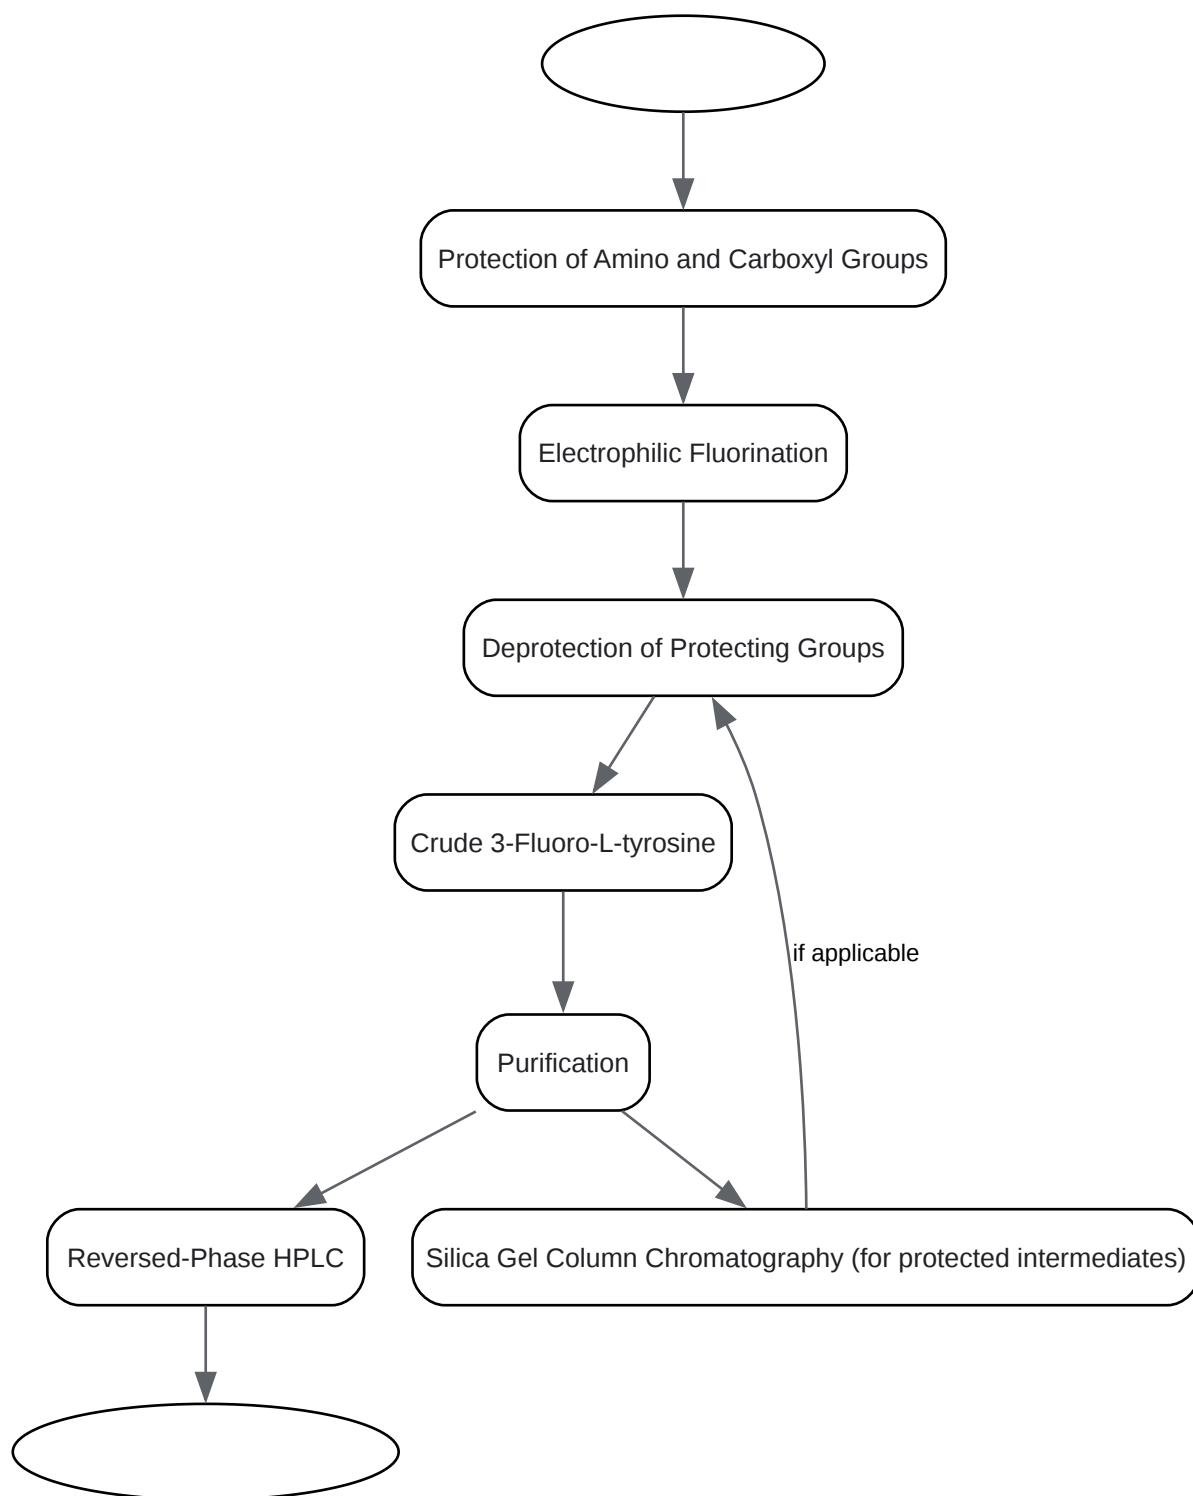 Protection of Amino and Carboxyl Groups
Electrophilic Fluorination
Deprotection of Protecting Groups
Crude 3-Fluoro-L-tyrosine
if applicable
Purification
Reversed-Phase HPLC
Silica Gel Column Chromatography (for protected intermediates)